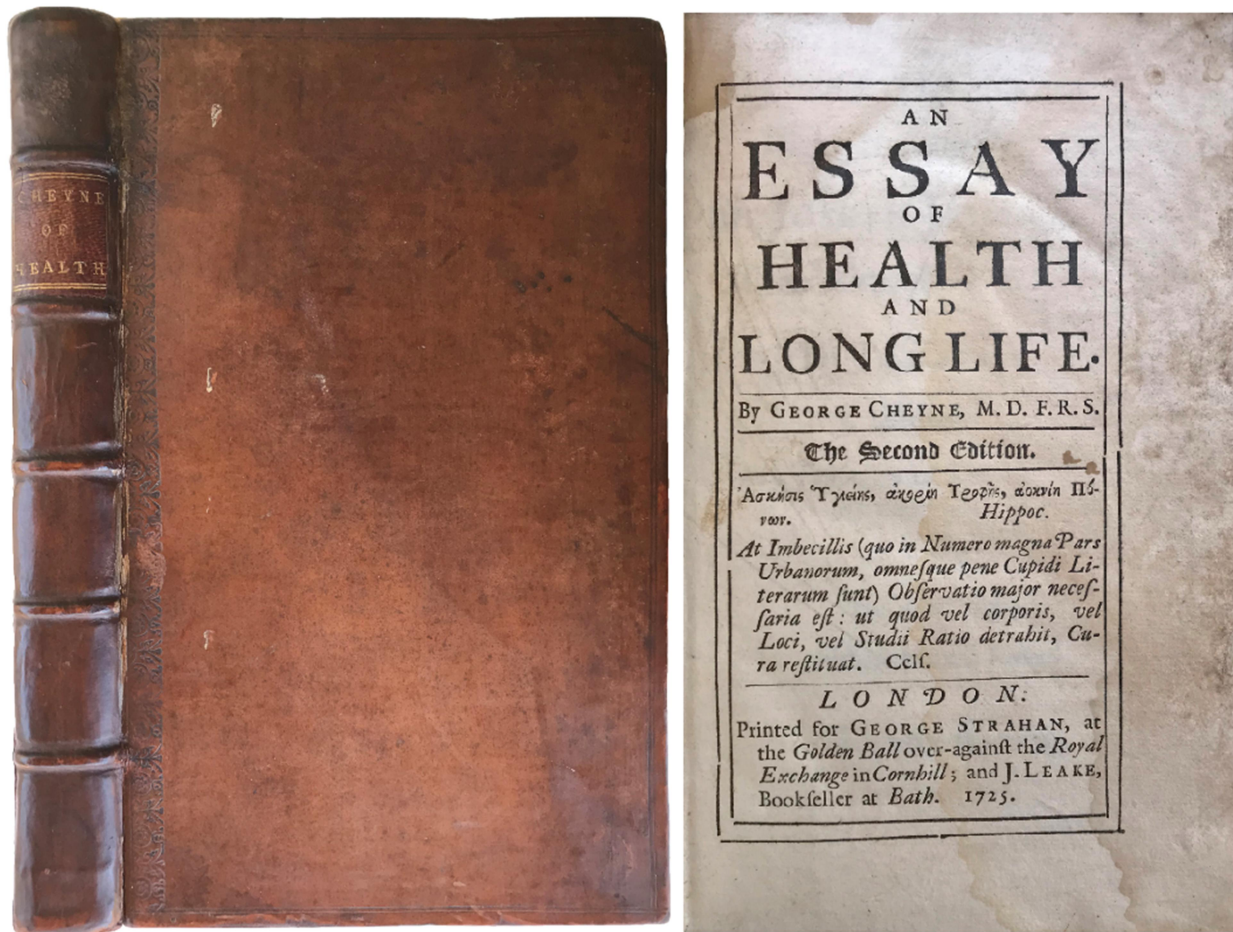 CHEYNE
OF
HEALTH
AN
ESSAY
OF
HEALTH
AND
LONG LIFE.
By GEORGE CHEYNE, M. D. F. R. S.
The Second Edition.
Ἄσκησις Ὑγιείης, ἀκορίη Τροφῆς, ἀοκνίη Πό-
νων. Hippoc.
At Imbecillis (quo in Numero magna Pars
Urbanorum, omneſque pene Cupidi Li-
terarum ſunt) Obſervatio major neceſ-
ſaria eſt: ut quod vel corporis, vel
Loci, vel Studii Ratio detrahit, Cu-
ra reſtituat. Celſ.
LONDON:
Printed for GEORGE STRAHAN, at
the Golden Ball over-againſt the Royal
Exchange in Cornhill; and J. LEAKE,
Bookſeller at Bath. 1725.